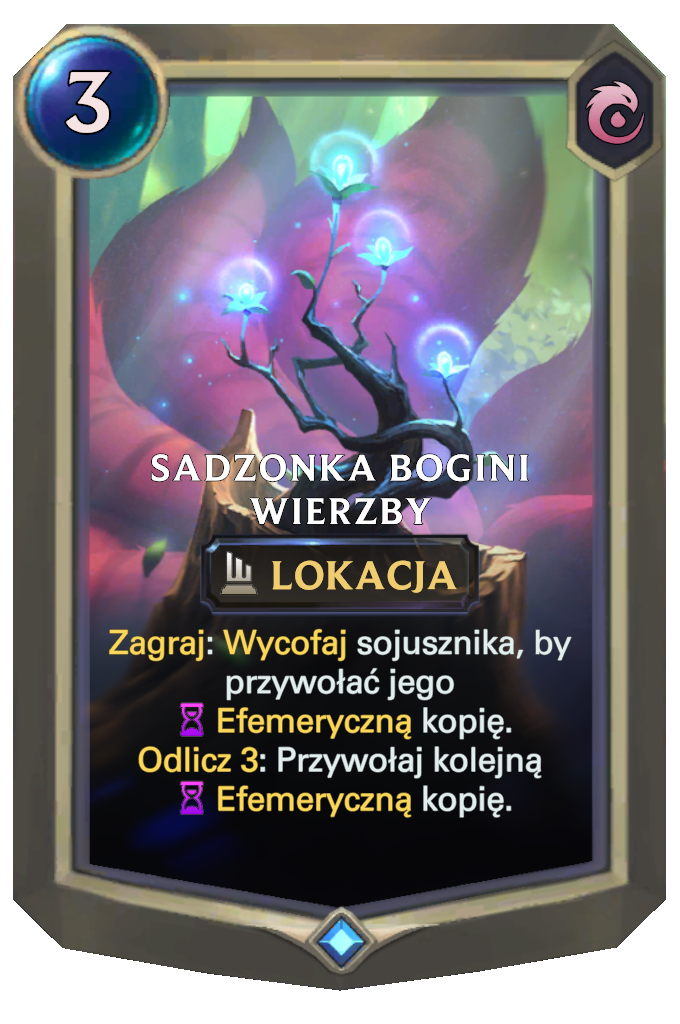 3
SADZONKA BOGINI
WIERZBY
LOKACJA
Zagraj: Wycofaj sojusznika, by
przywołać jego
Efemeryczną kopię.
Odlicz 3: Przywołaj kolejną
Efemeryczną kopię.